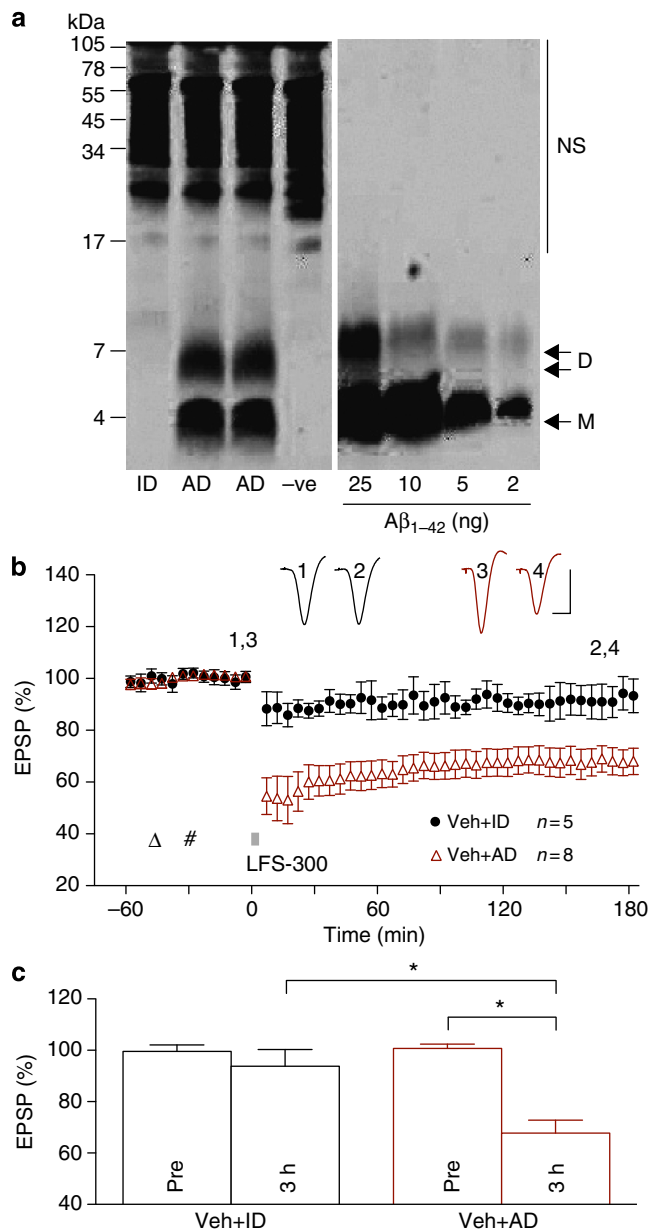 a
kDa
105
78
55
45
34
17
7
4
NS
D
M
ID AD AD –ve
25 10 5 2
Aβ1–42 (ng)
b
140
120
100
80
60
40
20
EPSP (%)
1 2 3 4
1,3
2,4
Δ #
LFS-300
Veh+ID n=5
Veh+AD n=8
–60 0 60 120 180
Time (min)
c
120
100
80
60
40
EPSP (%)
*
*
Pre 3 h Pre 3 h
Veh+ID Veh+AD